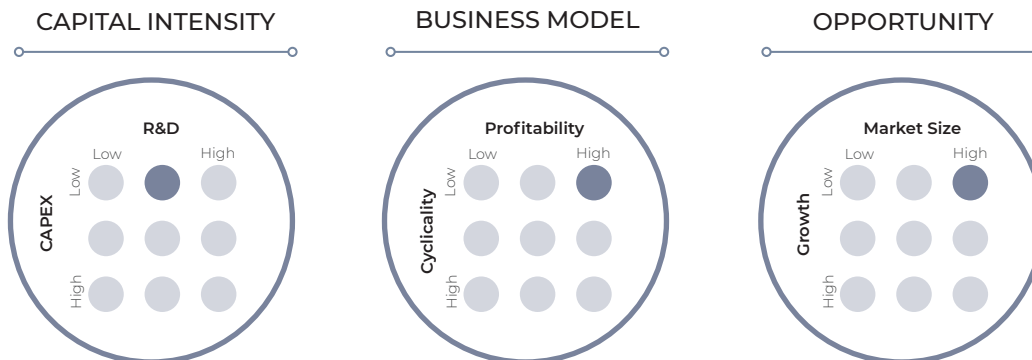 CAPITAL INTENSITY
R&D
Low
High
CAPEX
Low
High
BUSINESS MODEL
Profitability
Low
High
Cyclicality
Low
High
OPPORTUNITY
Market Size
Low
High
Growth
Low
High